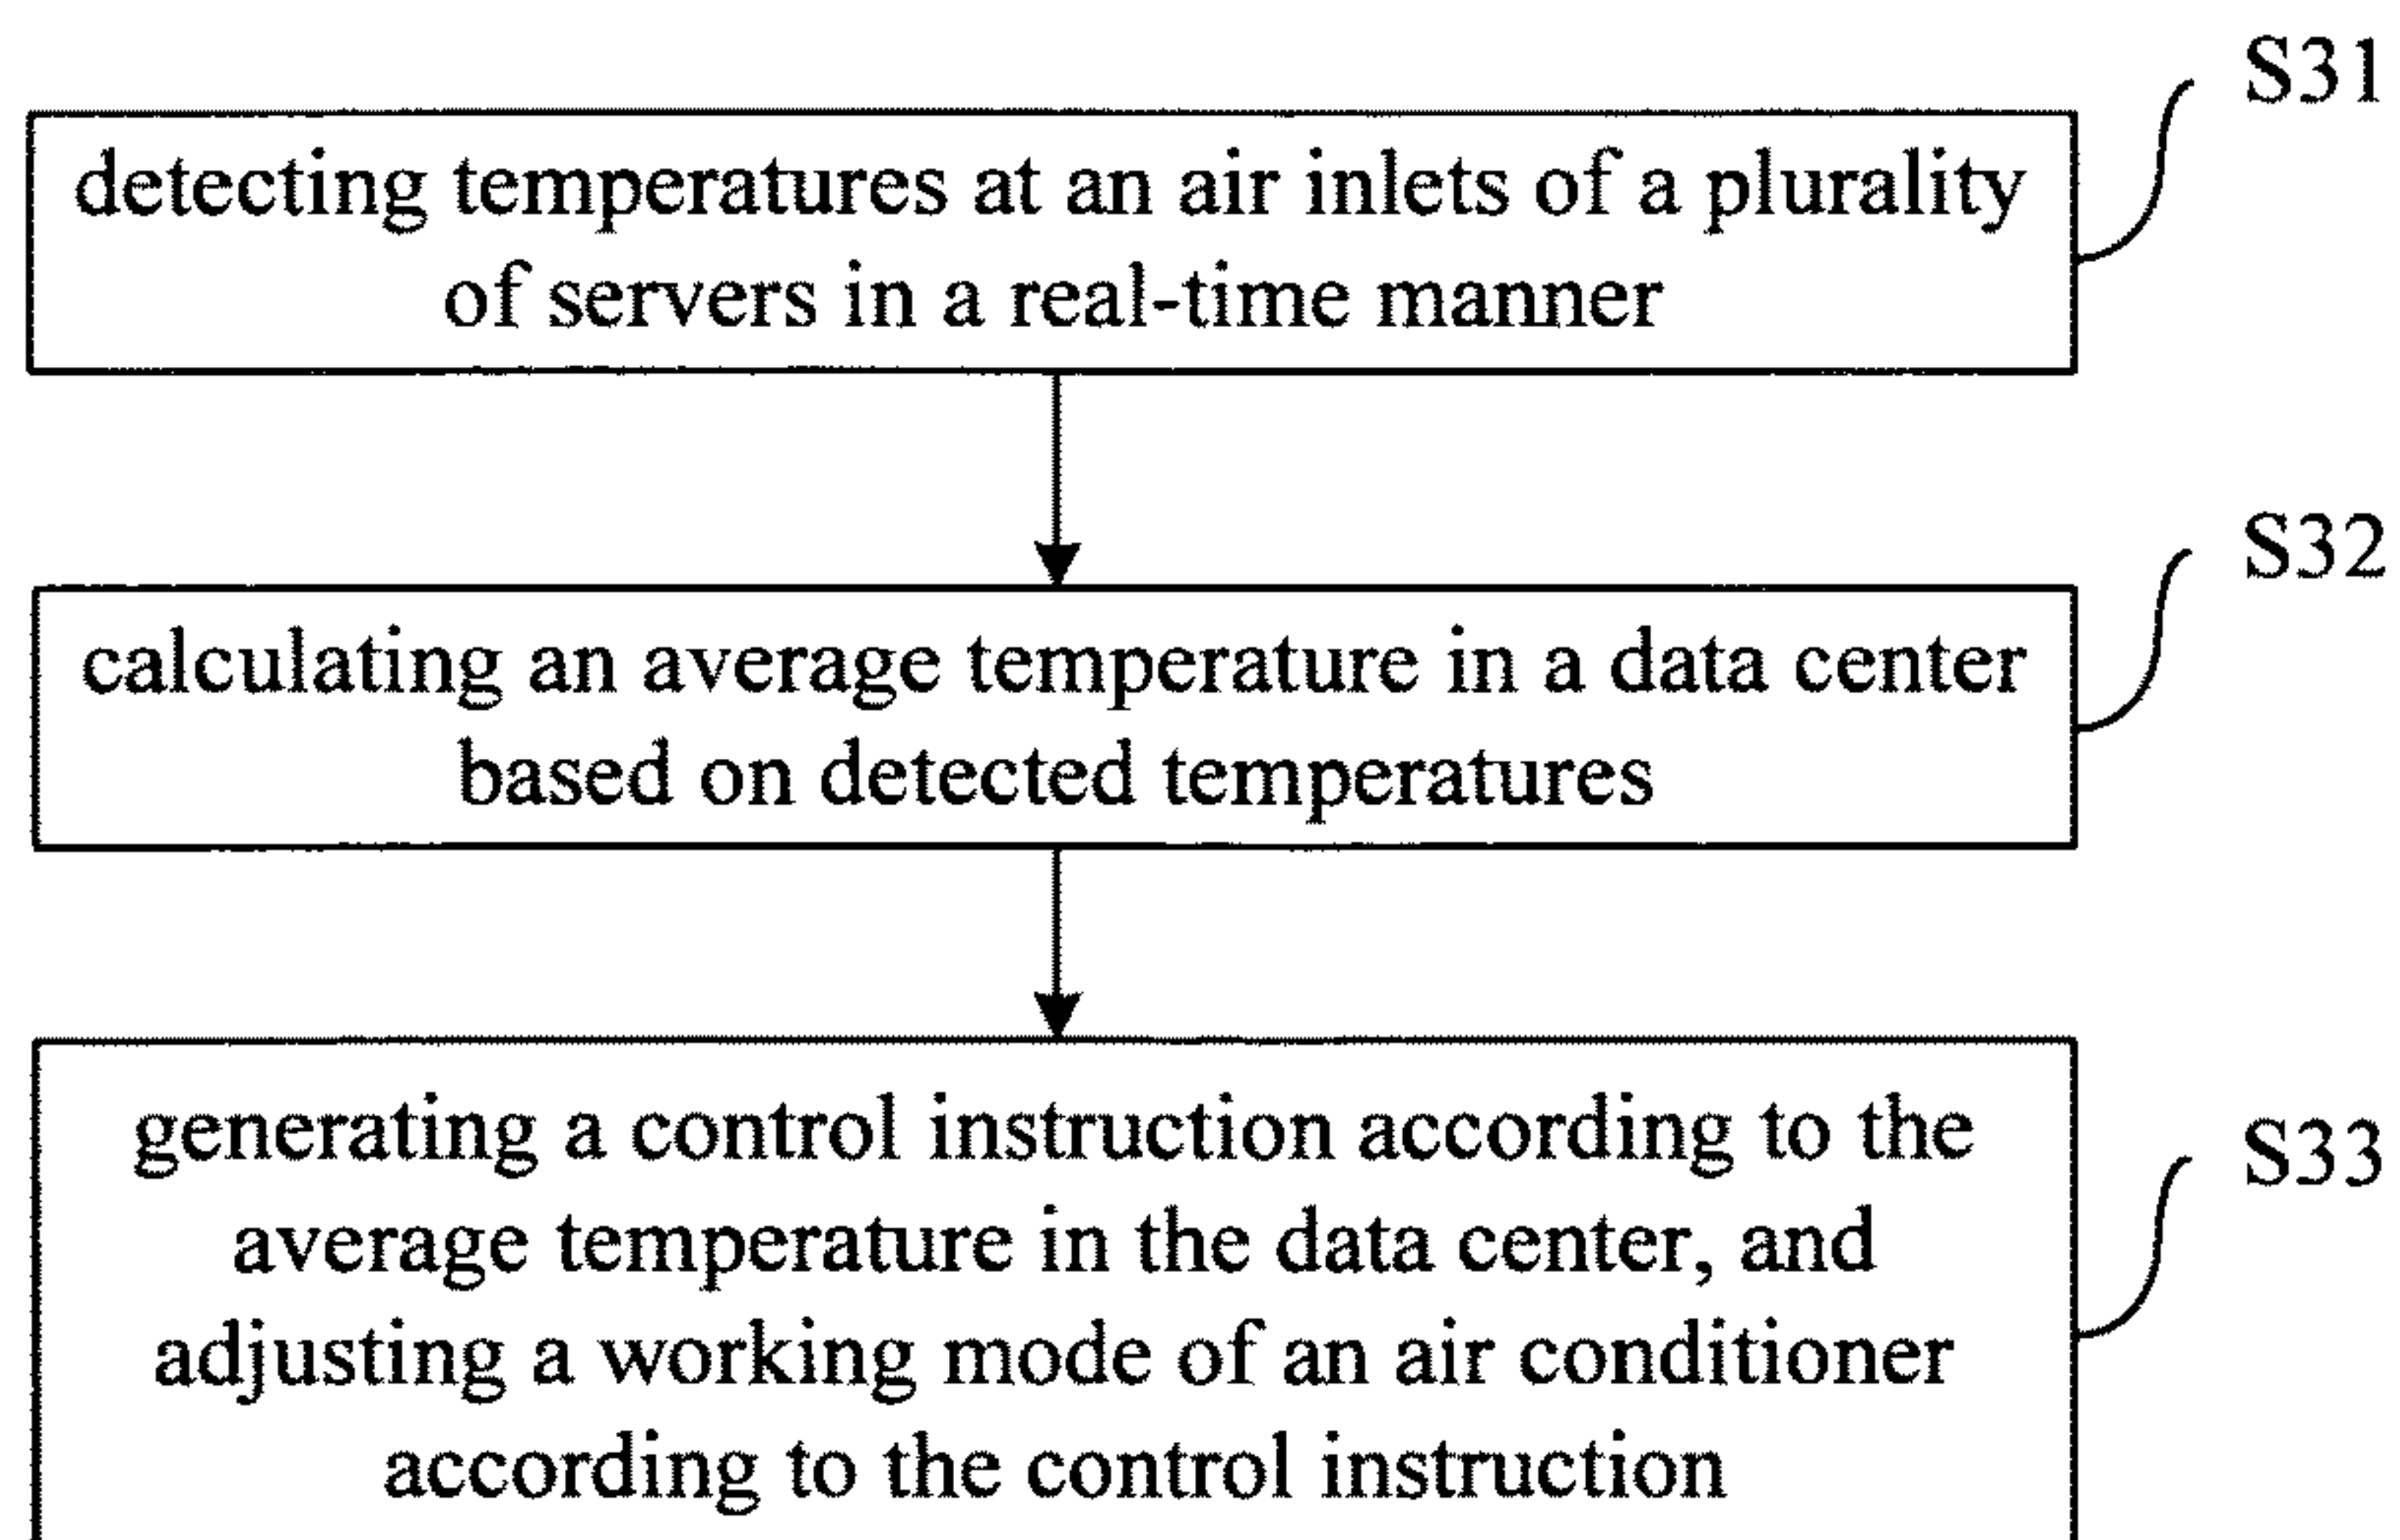 S31
detecting temperatures at an air inlets of a plurality
of servers in a real-time manner
S32
calculating an average temperature in a data center
based on detected temperatures
S33
generating a control instruction according to the
average temperature in the data center, and
adjusting a working mode of an air conditioner
according to the control instruction